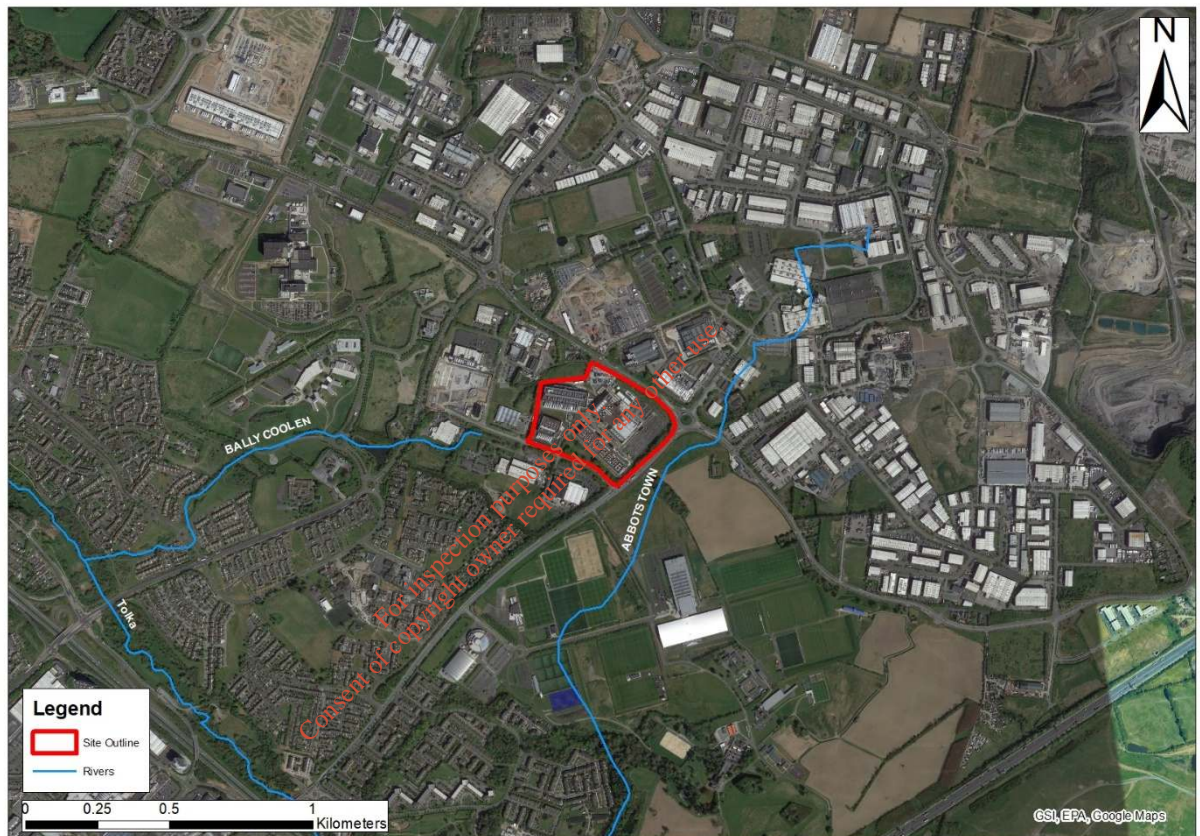 N
BALLY COOLEN
ABBOTSTOWN
Tolka
For inspection purposes only.
Consent of copyright owner required for any other use.
Legend
Site Outline
Rivers
0 0.25 0.5 1
Kilometers
GSI, EPA, Google Maps